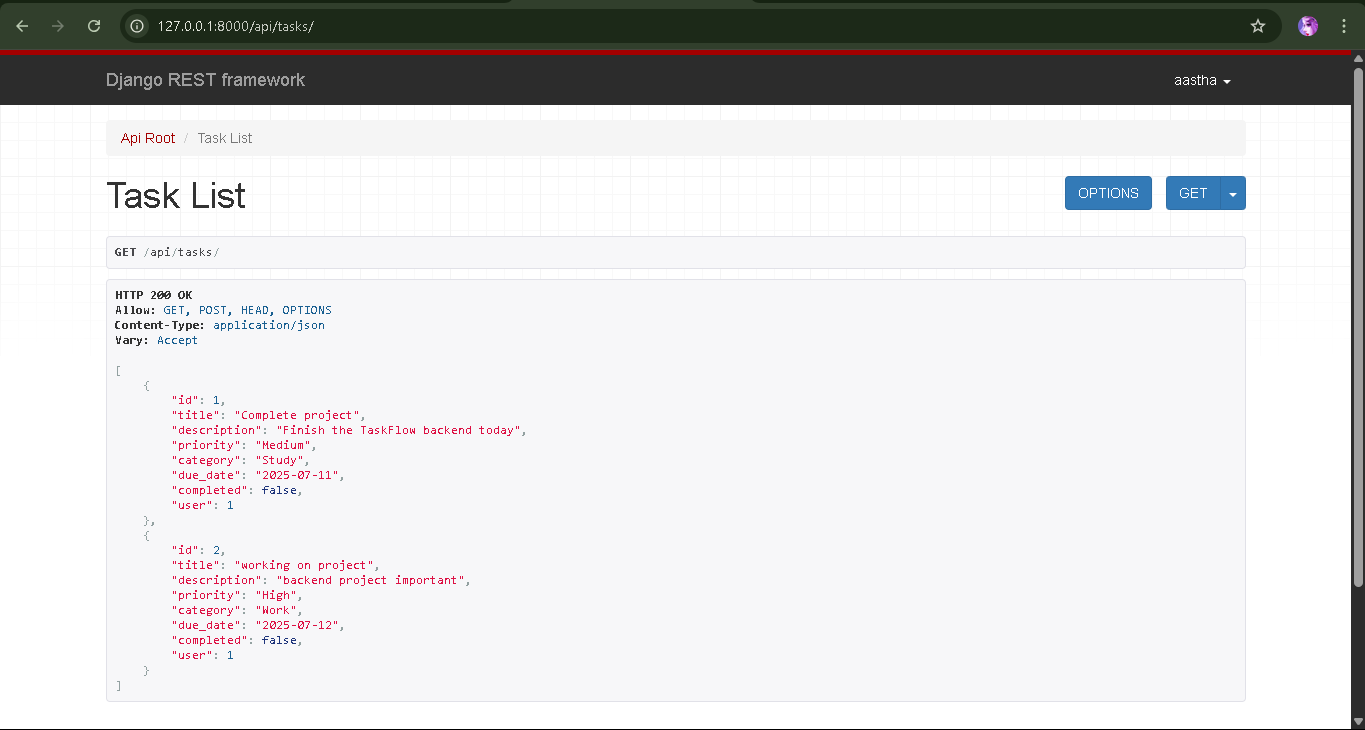 127.0.0.1:8000/api/tasks/
Django REST framework
aastha
Api Root / Task List
Task List
OPTIONS
GET
GET /api/tasks/
HTTP 200 OK
Allow: GET, POST, HEAD, OPTIONS
Content-Type: application/json
Vary: Accept
[
    {
        "id": 1,
        "title": "Complete project",
        "description": "Finish the TaskFlow backend today",
        "priority": "Medium",
        "category": "Study",
        "due_date": "2025-07-11",
        "completed": false,
        "user": 1
    },
    {
        "id": 2,
        "title": "working on project",
        "description": "backend project important",
        "priority": "High",
        "category": "Work",
        "due_date": "2025-07-12",
        "completed": false,
        "user": 1
    }
]